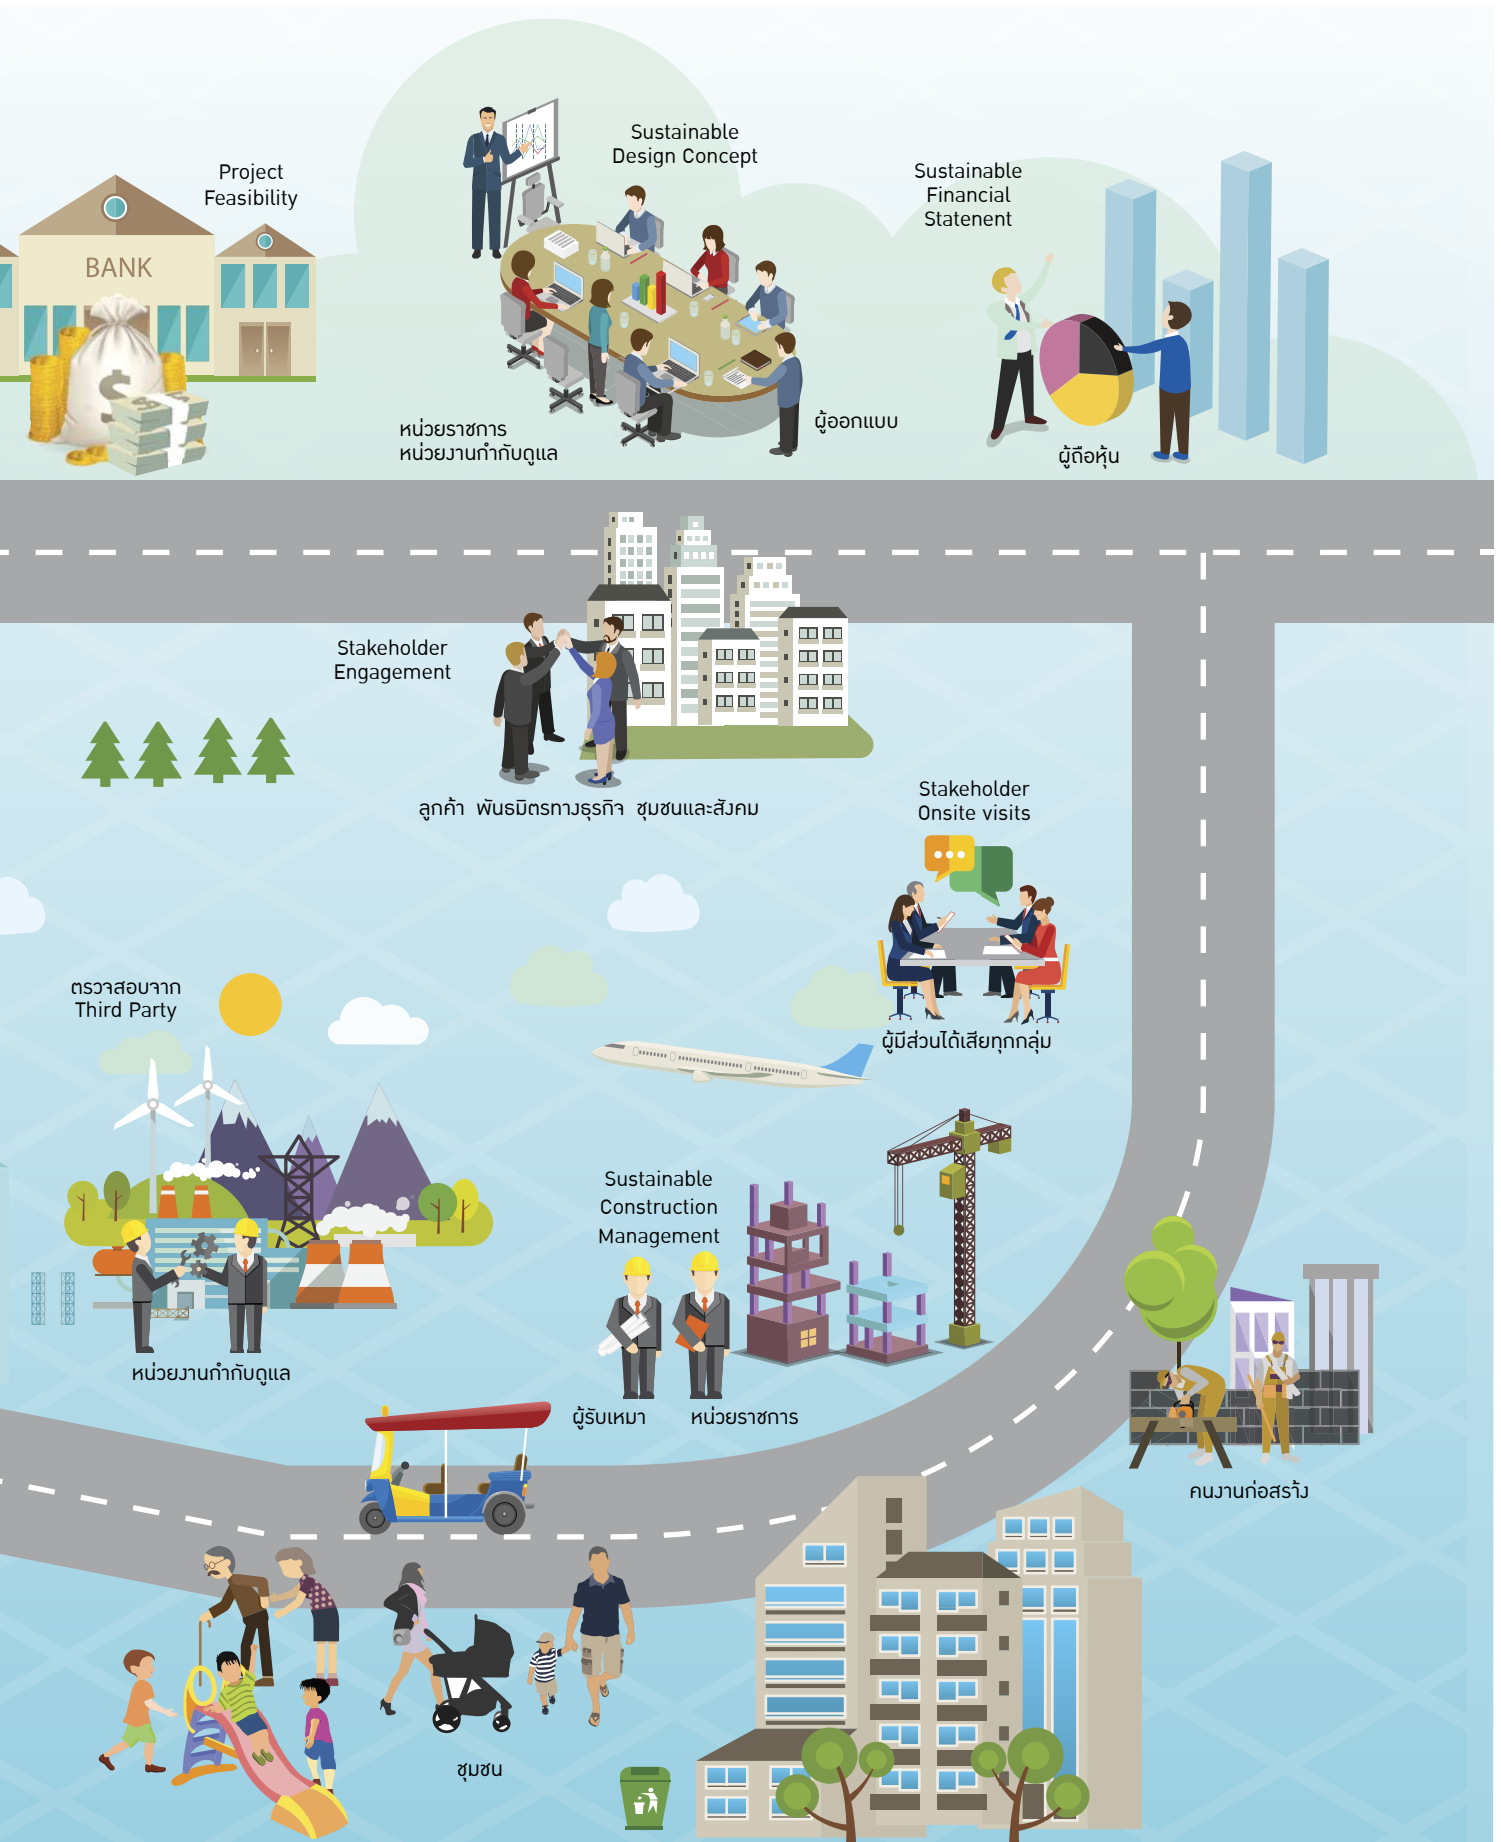 Project
Feasibility
BANK
$
Sustainable
Design Concept
หน่วยราชการ
หน่วยงานกำกับดูแล
ผู้ออกแบบ
Sustainable
Financial
Statenent
ผู้ถือหุ้น
Stakeholder
Engagement
ลูกค้า พันธมิตรทางธุรกิจ ชุมชนและสังคม
Stakeholder
Onsite visits
ผู้มีส่วนได้เสียทุกกลุ่ม
ตรวจสอบจาก
Third Party
หน่วยงานกำกับดูแล
Sustainable
Construction
Management
ผู้รับเหมา
หน่วยราชการ
คนงานก่อสร้าง
ชุมชน